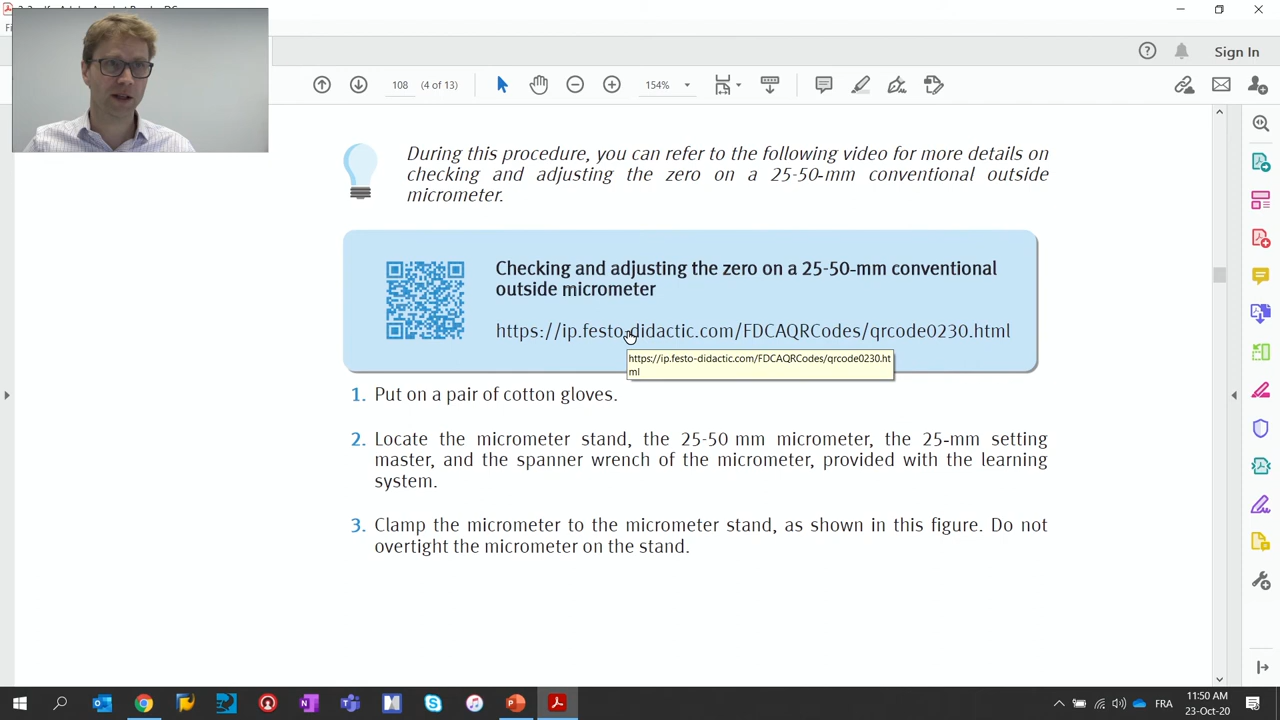 Sign In
108 (4 of 13)
154%
During this procedure, you can refer to the following video for more details on
checking and adjusting the zero on a 25-50-mm conventional outside
micrometer.
Checking and adjusting the zero on a 25-50-mm conventional
outside micrometer
https://ip.festo-didactic.com/FDCAQRCodes/qrcode0230.html
https://ip.festo-didactic.com/FDCAQRCodes/qrcode0230.ht
ml
1. Put on a pair of cotton gloves.
2. Locate the micrometer stand, the 25-50 mm micrometer, the 25-mm setting
master, and the spanner wrench of the micrometer, provided with the learning
system.
3. Clamp the micrometer to the micrometer stand, as shown in this figure. Do not
overtight the micrometer on the stand.
FRA
11:50 AM
23-Oct-20